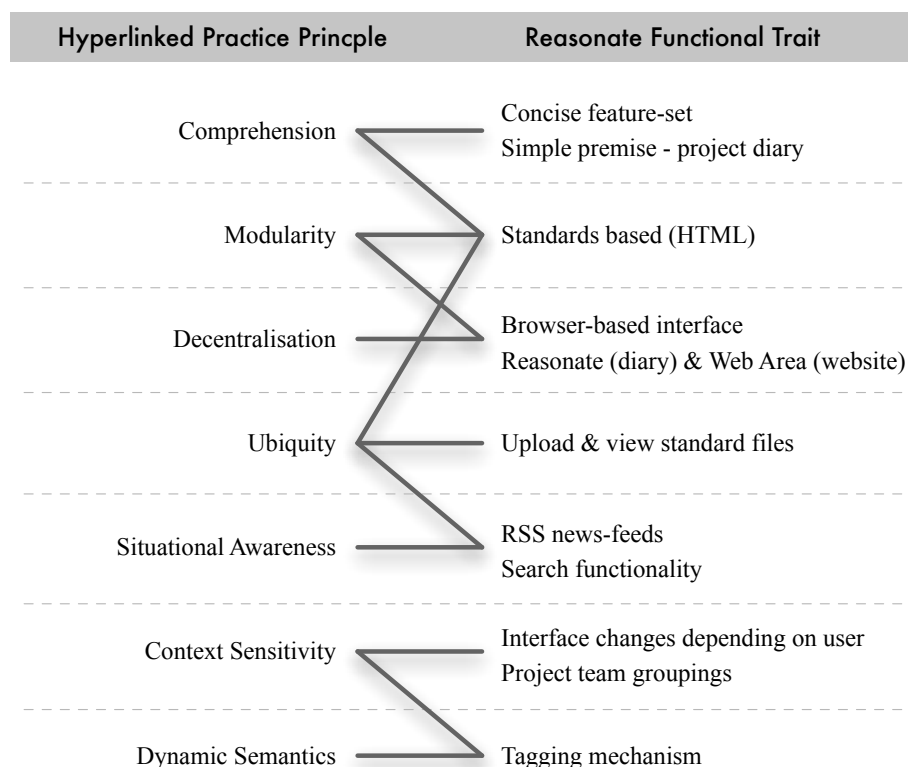 Hyperlinked Practice Princple Reasonate Functional Trait
Comprehension
Concise feature-set
Simple premise - project diary
Modularity Standards based (HTML)
Decentralisation
Browser-based interface
Reasonate (diary) & Web Area (website)
Ubiquity Upload & view standard files
Situational Awareness
RSS news-feeds
Search functionality
Context Sensitivity
Interface changes depending on user
Project team groupings
Dynamic Semantics Tagging mechanism